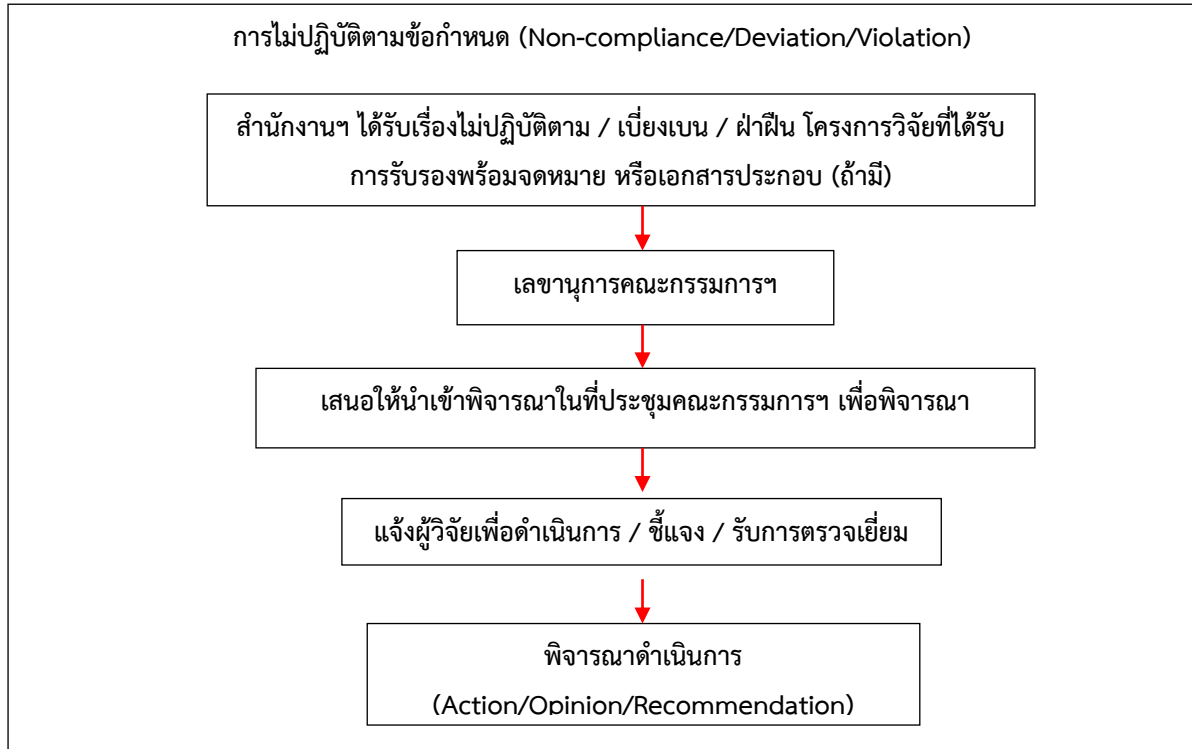 การไม่ปฏิบัติตามข้อกำหนด (Non-compliance/Deviation/Violation)
สำนักงานฯ ได้รับเรื่องไม่ปฏิบัติตาม / เบี่ยงเบน / ฝ่าฝืน โครงการวิจัยที่ได้รับ
การรับรองพร้อมจดหมาย หรือเอกสารประกอบ (ถ้ามี)
เลขานุการคณะกรรมการฯ
เสนอให้นำเข้าพิจารณาในที่ประชุมคณะกรรมการฯ เพื่อพิจารณา
แจ้งผู้วิจัยเพื่อดำเนินการ / ชี้แจง / รับการตรวจเยี่ยม
พิจารณาดำเนินการ
(Action/Opinion/Recommendation)